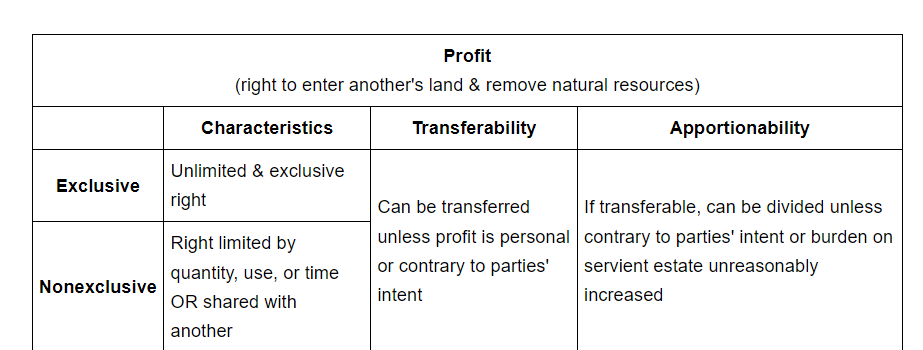 Profit
(right to enter another's land & remove natural resources)
Characteristics
Transferability
Apportionability
Exclusive
Unlimited & exclusive
right
Nonexclusive
Right limited by
quantity, use, or time
OR shared with
another
Can be transferred
unless profit is personal
or contrary to parties'
intent
If transferable, can be divided unless
contrary to parties' intent or burden on
servient estate unreasonably
increased